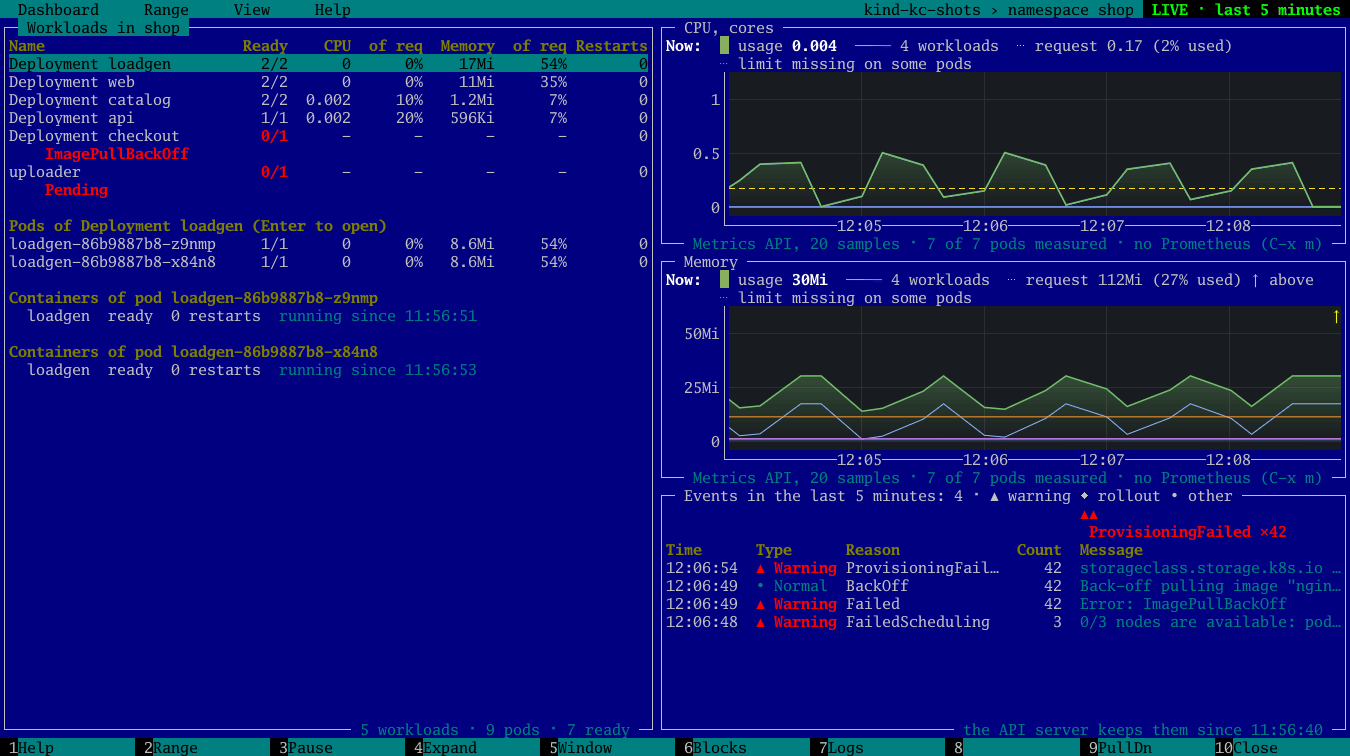 Dashboard Range View Help kind-kc-shots › namespace shop LIVE · last 5 minutes
Workloads in shop
Name Ready CPU of req Memory of req Restarts
Deployment loadgen 2/2 0 0% 17Mi 54% 0
Deployment web 2/2 0 0% 11Mi 35% 0
Deployment catalog 2/2 0.002 10% 1.2Mi 7% 0
Deployment api 1/1 0.002 20% 596Ki 7% 0
Deployment checkout 0/1 – – – – 0
ImagePullBackOff
uploader 0/1 – – – – 0
Pending
Pods of Deployment loadgen (Enter to open)
loadgen-86b9887b8-z9nmp 1/1 0 0% 8.6Mi 54% 0
loadgen-86b9887b8-x84n8 1/1 0 0% 8.6Mi 54% 0
Containers of pod loadgen-86b9887b8-z9nmp
loadgen ready 0 restarts running since 11:56:51
Containers of pod loadgen-86b9887b8-x84n8
loadgen ready 0 restarts running since 11:56:53
5 workloads · 9 pods · 7 ready
CPU, cores
Now: usage 0.004 4 workloads request 0.17 (2% used)
limit missing on some pods
1
0.5
0
12:05 12:06 12:07 12:08
Metrics API, 20 samples · 7 of 7 pods measured · no Prometheus (C-x m)
Memory
Now: usage 30Mi 4 workloads request 112Mi (27% used) ↑ above
limit missing on some pods
↑
50Mi
25Mi
0
12:05 12:06 12:07 12:08
Metrics API, 20 samples · 7 of 7 pods measured · no Prometheus (C-x m)
Events in the last 5 minutes: 4 · ▲ warning ◆ rollout • other
▲▲
ProvisioningFailed ×42
Time Type Reason Count Message
12:06:54 ▲ Warning ProvisioningFail… 42 storageclass.storage.k8s.io …
12:06:49 • Normal BackOff 42 Back-off pulling image "ngin…
12:06:49 ▲ Warning Failed 42 Error: ImagePullBackOff
12:06:48 ▲ Warning FailedScheduling 3 0/3 nodes are available: pod…
the API server keeps them since 11:56:40
1Help 2Range 3Pause 4Expand 5Window 6Blocks 7Logs 8 9PullDn 10Close